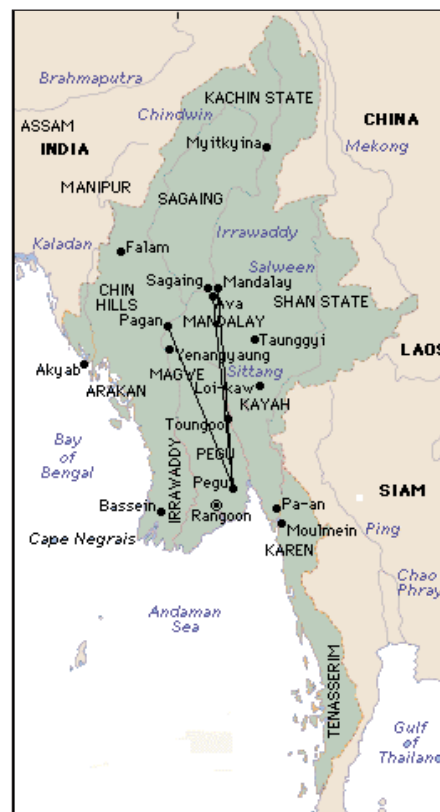 Brahmaputra
KACHIN STATE
Chindwin
CHINA
ASSAM
INDIA
Myitkyina
Mekong
MANIPUR
SAGAING
Irrawaddy
Kaladan
Falam
Salween
Sagaing
Mandalay
CHIN
HILLS
Ava
SHAN STATE
Pagan
MANDALAY
Taunggyi
Yenangyaung
LAOS
Akyab
MAGWE
Sittang
ARAKAN
Loi-kaw
KAYAH
Toungoo
Bay
of
Bengal
PEGU
IRRAWADDY
Pegu
SIAM
Bassein
Rangoon
Pa-an
Moulmein
Ping
Cape Negrais
KAREN
Chao
Phray
Andaman
Sea
TENASSERIM
Gulf
of
Thailand